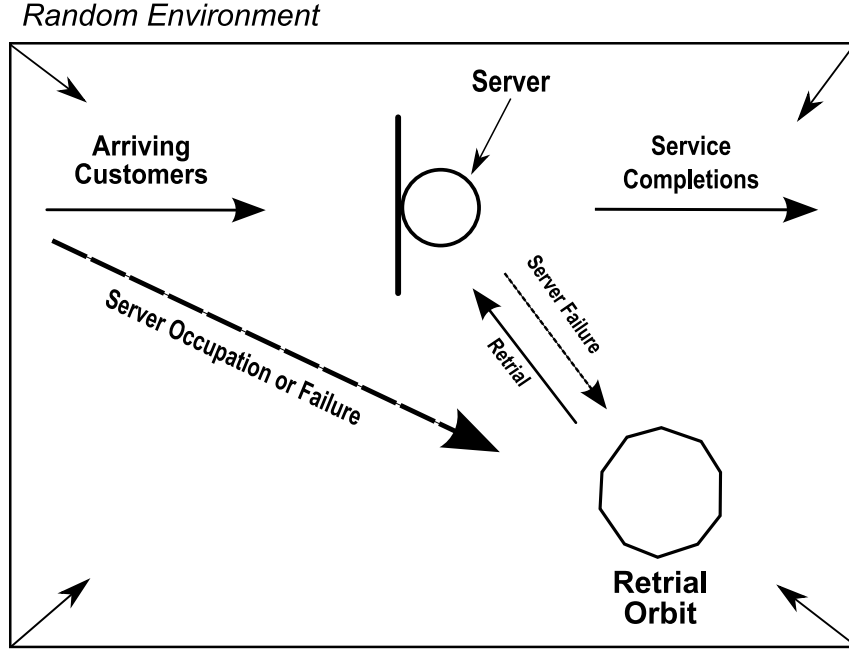 Random Environment
Server
Arriving
Customers
Service
Completions
Server Occupation or Failure
Server Failure
Retrial
Retrial
Orbit